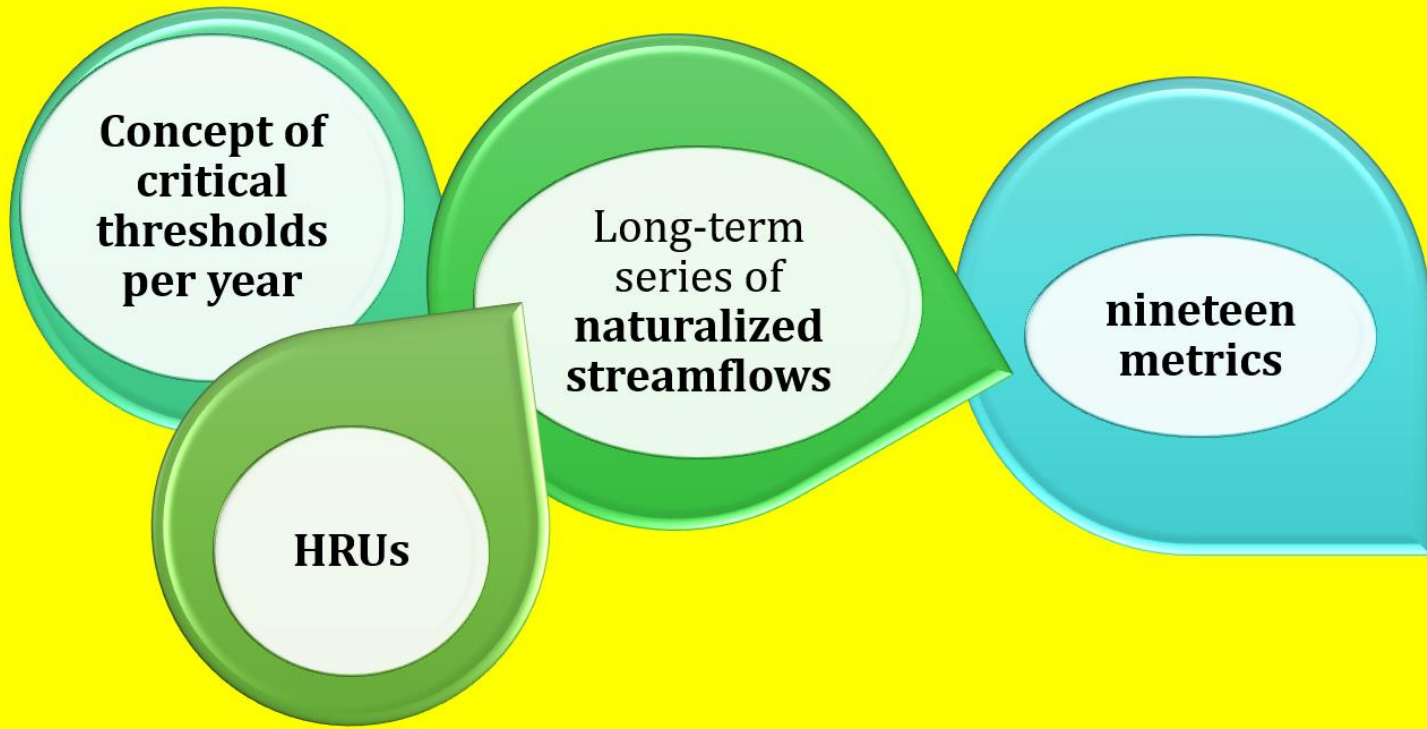 Concept of
critical
thresholds
per year
Long-term
series of
naturalized
streamflows
nineteen
metrics
HRUs